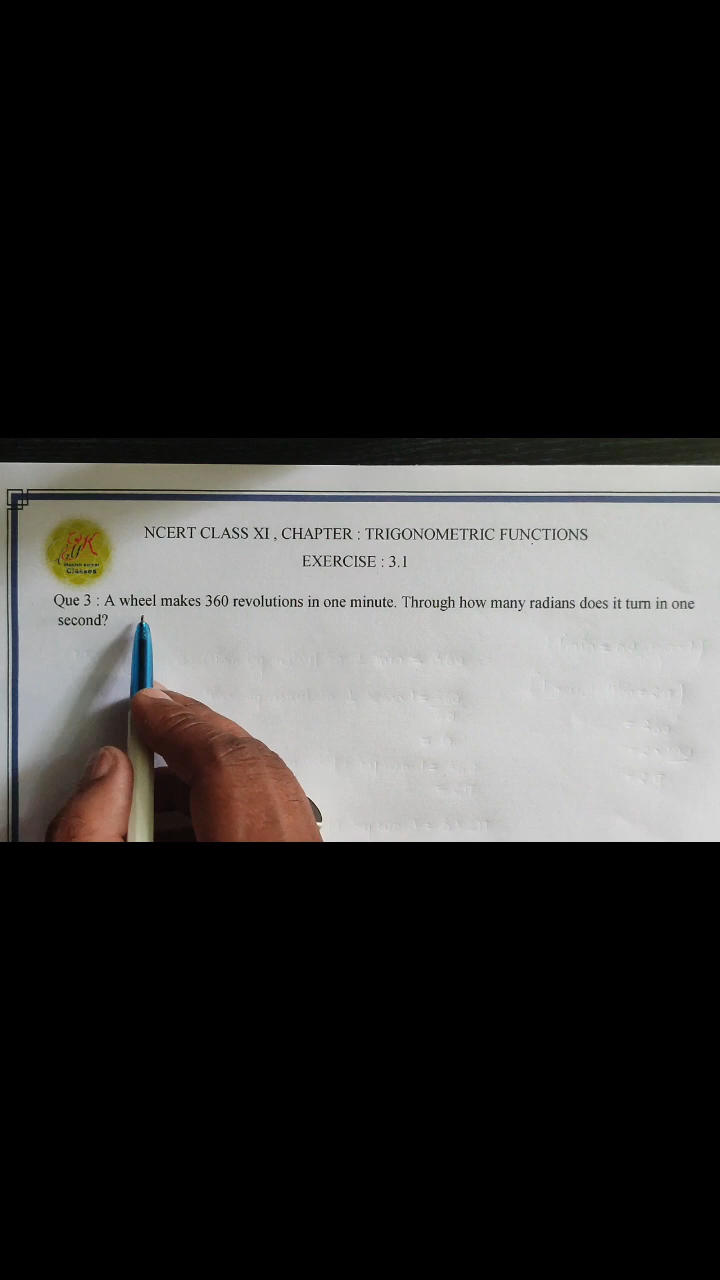 NCERT CLASS XI , CHAPTER : TRIGONOMETRIC FUNCTIONS
EXERCISE : 3.1
Que 3 : A wheel makes 360 revolutions in one minute. Through how many radians does it turn in one
second?
Classes